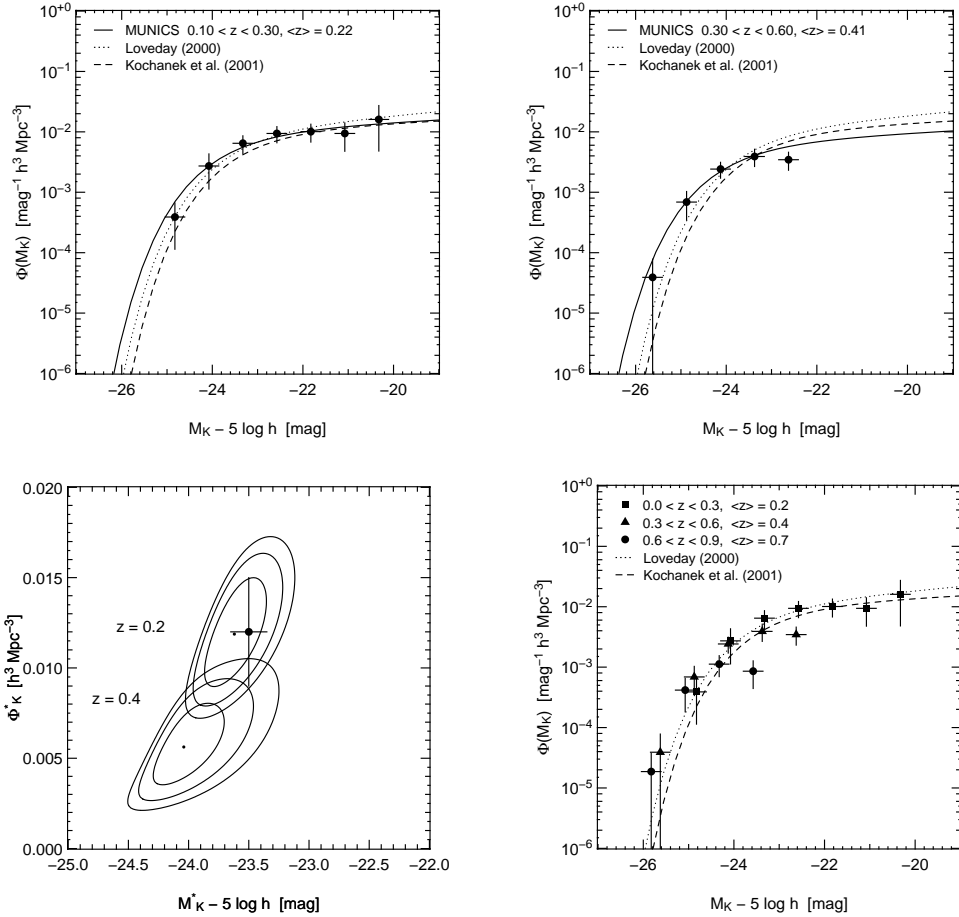 MUNICS 0.10 < z < 0.30, <z> = 0.22
Loveday (2000)
Kochanek et al. (2001)
10+0
10−1
10−2
10−3
10−4
10−5
10−6
Φ(MK) [mag−1 h3 Mpc−3]
−26 −24 −22 −20
MK − 5 log h [mag]
MUNICS 0.30 < z < 0.60, <z> = 0.41
Loveday (2000)
Kochanek et al. (2001)
10+0
10−1
10−2
10−3
10−4
10−5
10−6
Φ(MK) [mag−1 h3 Mpc−3]
−26 −24 −22 −20
MK − 5 log h [mag]
0.020
0.015
0.010
0.005
0.000
Φ*K [h3 Mpc−3]
z = 0.2
z = 0.4
−25.0 −24.5 −24.0 −23.5 −23.0 −22.5 −22.0
M*K − 5 log h [mag]
0.0 < z < 0.3, <z> = 0.2
0.3 < z < 0.6, <z> = 0.4
0.6 < z < 0.9, <z> = 0.7
Loveday (2000)
Kochanek et al. (2001)
10+0
10−1
10−2
10−3
10−4
10−5
10−6
Φ(MK) [mag−1 h3 Mpc−3]
−26 −24 −22 −20
MK − 5 log h [mag]